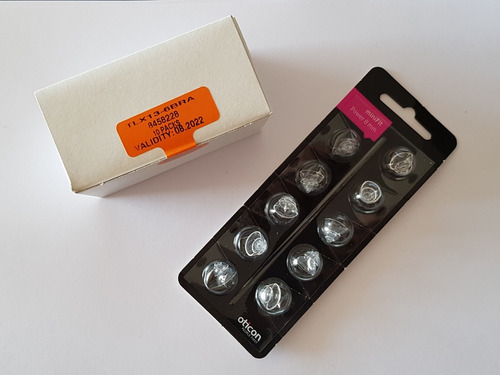 TLX13-6BRA
8458228
10 PACKS
VALIDITY:08.2022
miniFit
Power 6 mm
oticon